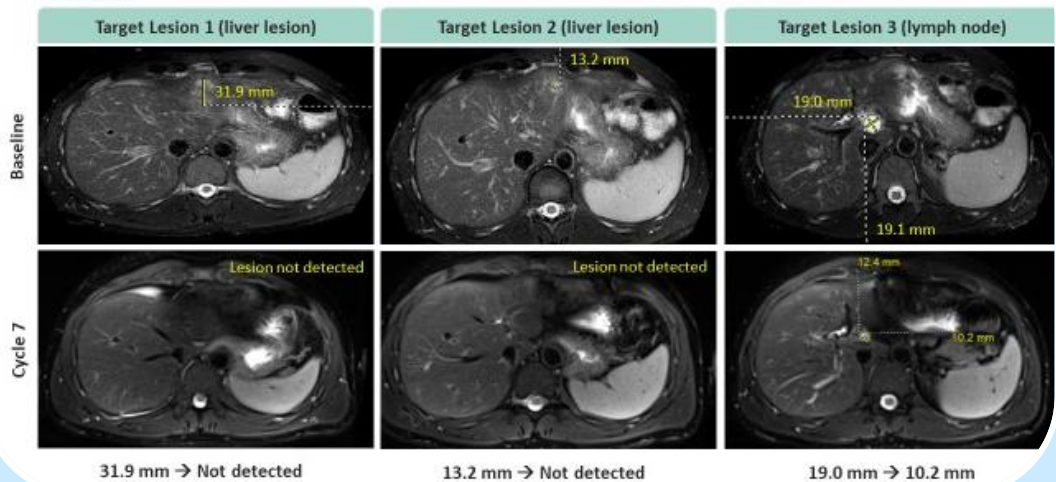 Target Lesion 1 (liver lesion)
Target Lesion 2 (liver lesion)
Target Lesion 3 (lymph node)
Baseline
31.9 mm
13.2 mm
19.0 mm
19.1 mm
Cycle 7
Lesion not detected
Lesion not detected
12.4 mm
10.2 mm
31.9 mm → Not detected
13.2 mm → Not detected
19.0 mm → 10.2 mm